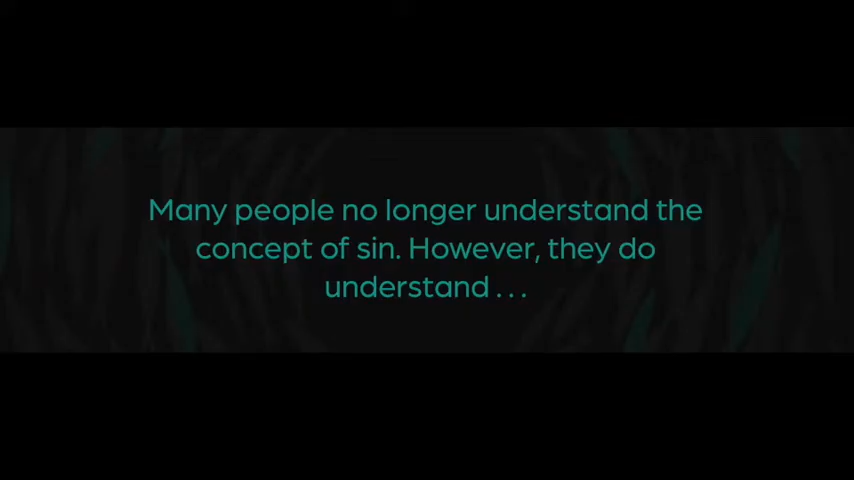 Many people no longer understand the
concept of sin. However, they do
understand . . .